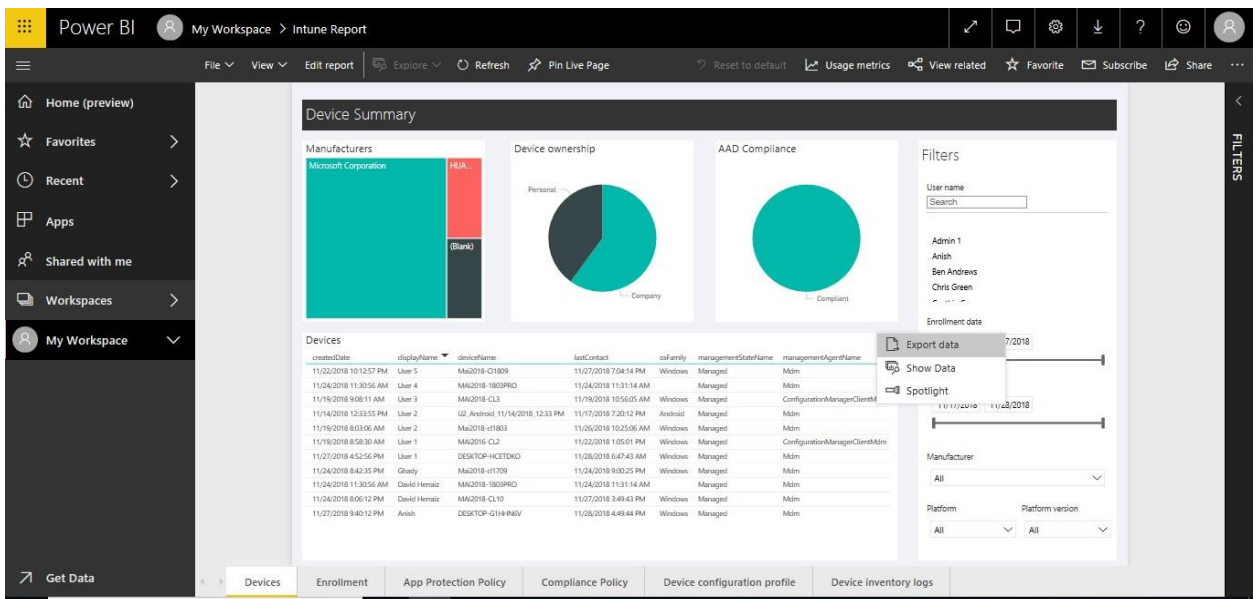 Power BI
My Workspace > Intune Report
File View Edit report Explore Refresh Pin Live Page Reset to default Usage metrics View related Favorite Subscribe Share ...
Home (preview)
Favorites
Recent
Apps
Shared with me
Workspaces
My Workspace
Get Data
Device Summary
Manufacturers
Microsoft Corporation
HUA...
(Blank)
Device ownership
Personal
Company
AAD Compliance
Compliant
Filters
User name
Search
Admin 1
Anish
Ben Andrews
Chris Green
Enrollment date
7/2018
11/17/2018 11/28/2018
Manufacturer
All
Platform Platform version
All All
FILTERS
Export data
Show Data
Spotlight
Devices
createdDate displayName deviceName lastContact osFamily managementStateName managementAgentName
11/22/2018 10:12:57 PM User 5 Mai2018-Cl1809 11/27/2018 7:04:14 PM Windows Managed Mdm
11/24/2018 11:30:56 AM User 4 MAI2018-1803PRO 11/24/2018 11:31:14 AM Managed Mdm
11/19/2018 9:08:11 AM User 3 MAI2018-CL3 11/19/2018 10:56:05 AM Windows Managed ConfigurationManagerClientM
11/14/2018 12:33:55 PM User 2 U2_Android_11/14/2018_12:33 PM 11/17/2018 7:20:12 PM Android Managed Mdm
11/19/2018 8:03:06 AM User 2 Mai2018-cl1803 11/26/2018 10:25:06 AM Windows Managed Mdm
11/19/2018 8:58:30 AM User 1 MAI2016-CL2 11/22/2018 1:05:01 PM Windows Managed ConfigurationManagerClientMdm
11/27/2018 4:52:56 PM User 1 DESKTOP-HCETDKO 11/28/2018 6:47:43 AM Windows Managed Mdm
11/24/2018 8:42:35 PM Ghady Mai2018-cl1709 11/24/2018 9:00:25 PM Windows Managed Mdm
11/24/2018 11:30:56 AM David Herraiz MAI2018-1803PRO 11/24/2018 11:31:14 AM Managed Mdm
11/24/2018 8:06:12 PM David Herraiz MAI2018-CL10 11/27/2018 3:49:43 PM Windows Managed Mdm
11/27/2018 9:40:12 PM Anish DESKTOP-G1HHN6V 11/28/2018 4:49:44 PM Windows Managed Mdm
Devices Enrollment App Protection Policy Compliance Policy Device configuration profile Device inventory logs